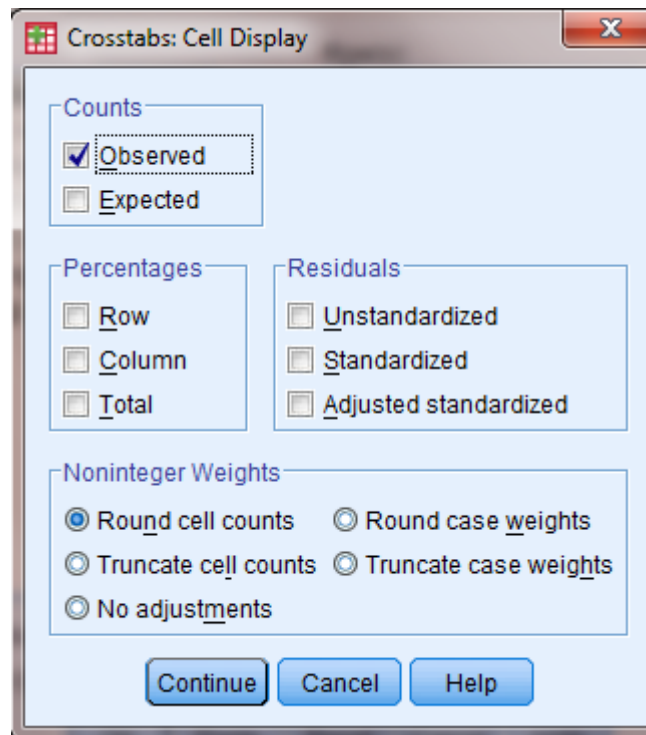 Crosstabs: Cell Display
Counts
Observed
Expected
Percentages
Row
Column
Total
Residuals
Unstandardized
Standardized
Adjusted standardized
Noninteger Weights
Round cell counts Round case weights
Truncate cell counts Truncate case weights
No adjustments
Continue Cancel Help